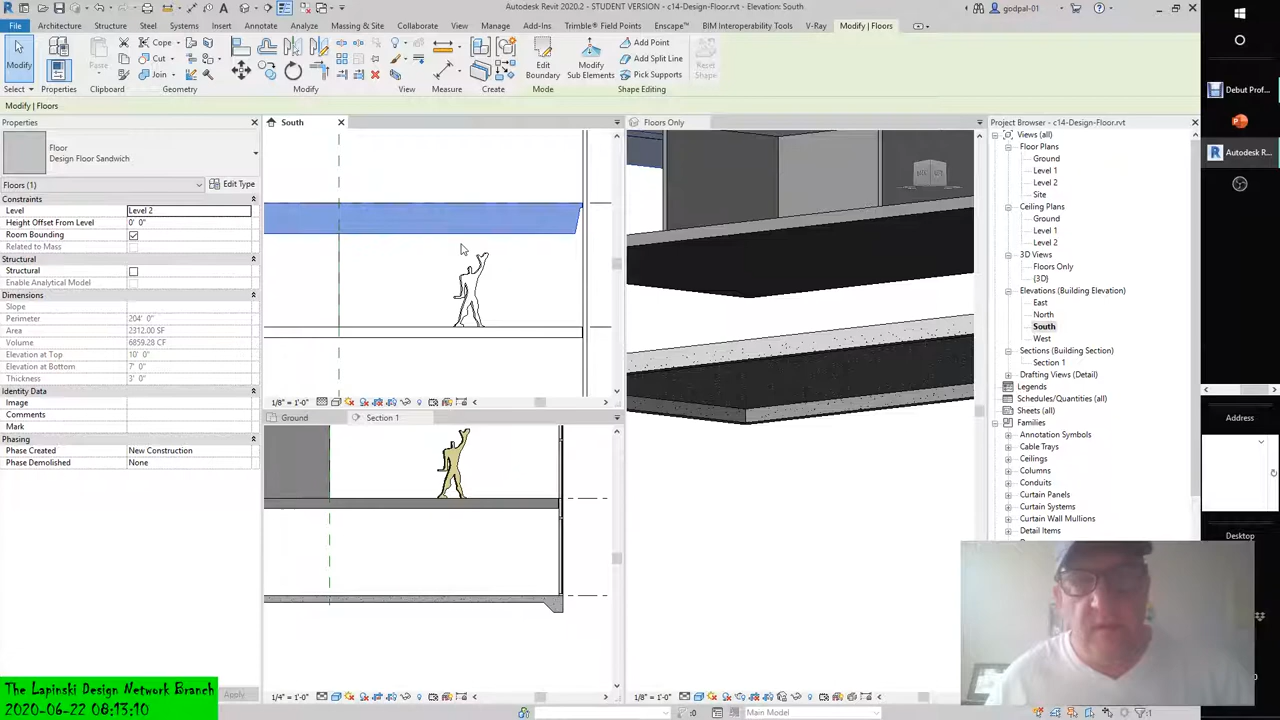 Autodesk Revit 2020.2 - STUDENT VERSION - c14-Design-Floor.rvt - Elevation: South
godpal-01
File Architecture Structure Steel Systems Insert Annotate Analyze Massing & Site Collaborate Manage Add-Ins Trimble® Field Points Enscape™ BIM Interoperability Tools V-Ray Modify | Floors
Modify
Properties
Paste
Cope
Cut
Join
Edit Boundary
Modify Sub Elements
Add Point
Add Split Line
Pick Supports
Reset Shape
Select Properties Clipboard Geometry Modify View Measure Create Mode Shape Editing
Modify | Floors
Properties
Floor
Design Floor Sandwich
Floors (1)
Edit Type
Constraints
Level Level 2
Height Offset From Level 0' 0"
Room Bounding
Related to Mass
Structural
Structural
Enable Analytical Model
Dimensions
Slope
Perimeter 204' 0"
Area 2312.00 SF
Volume 6859.28 CF
Elevation at Top 10' 0"
Elevation at Bottom 7' 0"
Thickness 3' 0"
Identity Data
Image
Comments
Mark
Phasing
Phase Created New Construction
Phase Demolished None
Apply
South
1/8" = 1'-0"
Ground
Section 1
1/4" = 1'-0"
Floors Only
1/8" = 1'-0"
Main Model
:0
:1
Project Browser - c14-Design-Floor.rvt
Views (all)
Floor Plans
Ground
Level 1
Level 2
Site
Ceiling Plans
Ground
Level 1
Level 2
3D Views
Floors Only
{3D}
Elevations (Building Elevation)
East
North
South
West
Sections (Building Section)
Section 1
Drafting Views (Detail)
Legends
Schedules/Quantities (all)
Sheets (all)
Families
Annotation Symbols
Cable Trays
Ceilings
Columns
Conduits
Curtain Panels
Curtain Systems
Curtain Wall Mullions
Detail Items
Debut Prof...
Autodesk R...
Address
Desktop
The Lapinski Design Network Branch
2020-06-22 08:13:10